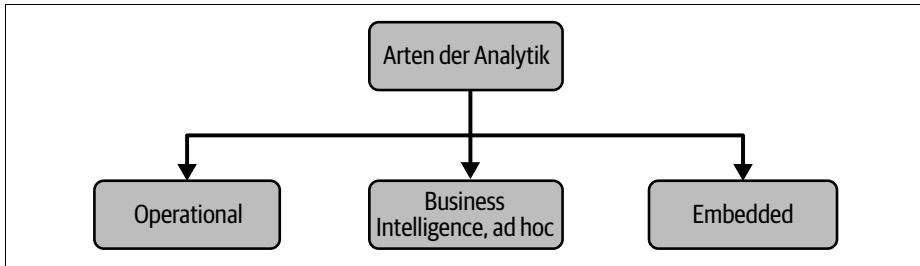 Arten der Analytik
Operational
Business
Intelligence, ad hoc
Embedded